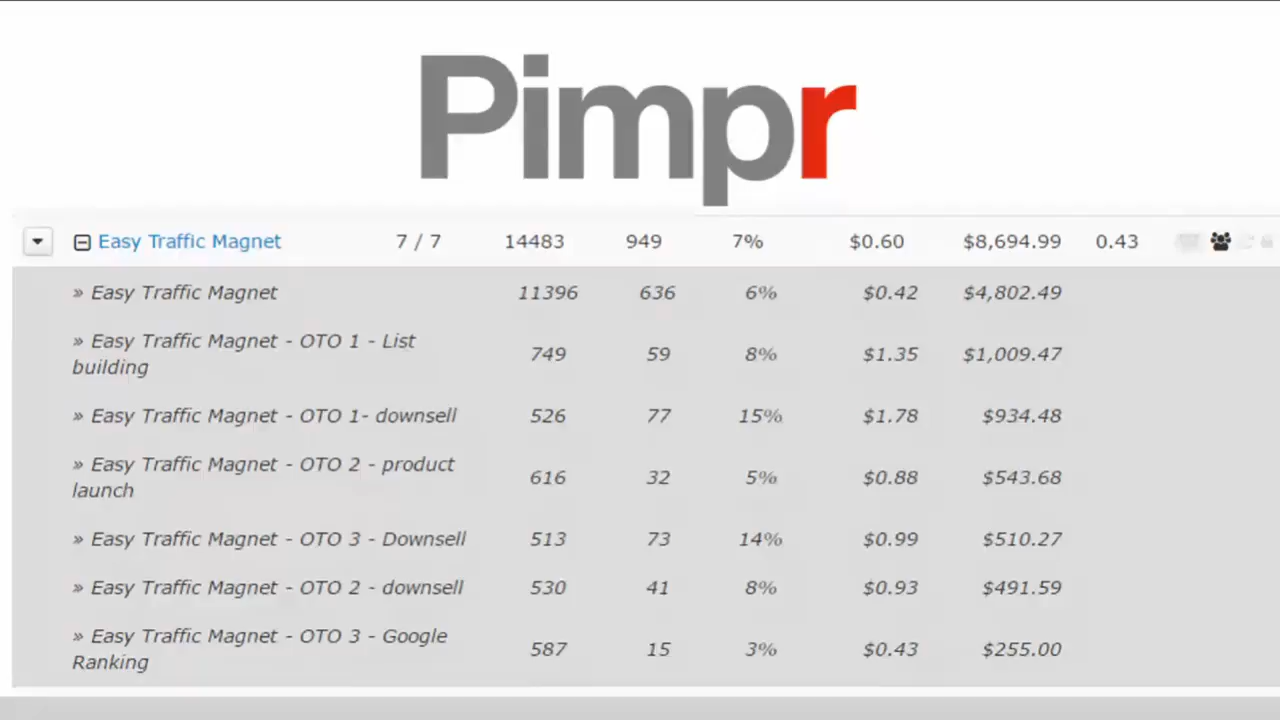 Pimpr
Easy Traffic Magnet 7 / 7 14483 949 7% $0.60 $8,694.99 0.43
» Easy Traffic Magnet 11396 636 6% $0.42 $4,802.49
» Easy Traffic Magnet - OTO 1 - List
building 749 59 8% $1.35 $1,009.47
» Easy Traffic Magnet - OTO 1- downsell 526 77 15% $1.78 $934.48
» Easy Traffic Magnet - OTO 2 - product
launch 616 32 5% $0.88 $543.68
» Easy Traffic Magnet - OTO 3 - Downsell 513 73 14% $0.99 $510.27
» Easy Traffic Magnet - OTO 2 - downsell 530 41 8% $0.93 $491.59
» Easy Traffic Magnet - OTO 3 - Google
Ranking 587 15 3% $0.43 $255.00